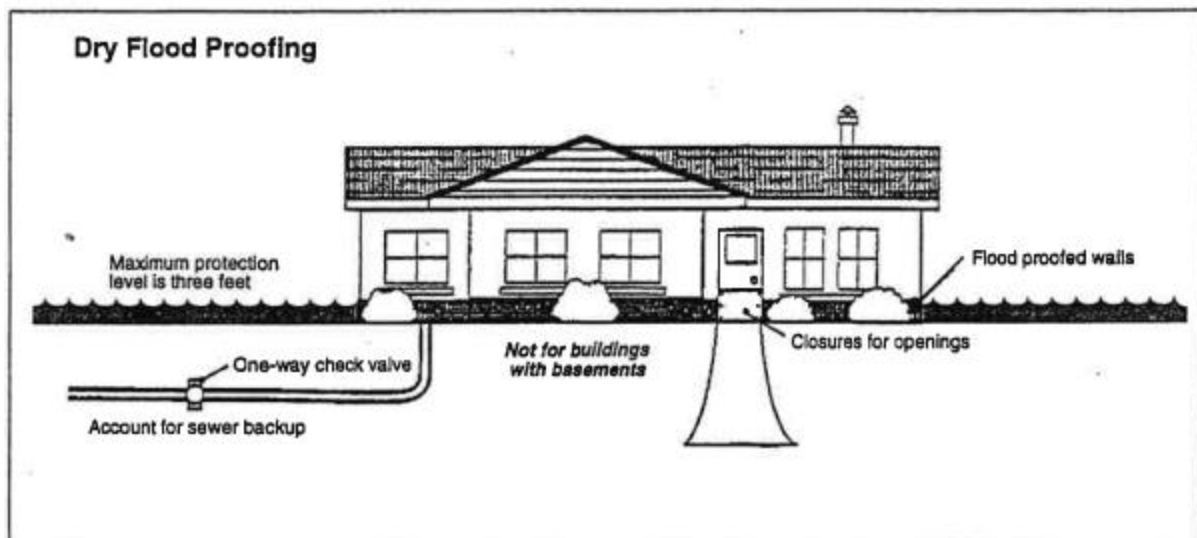 Dry Flood Proofing
Maximum protection
level is three feet
Flood proofed walls
Closures for openings
Not for buildings
with basements
One-way check valve
Account for sewer backup